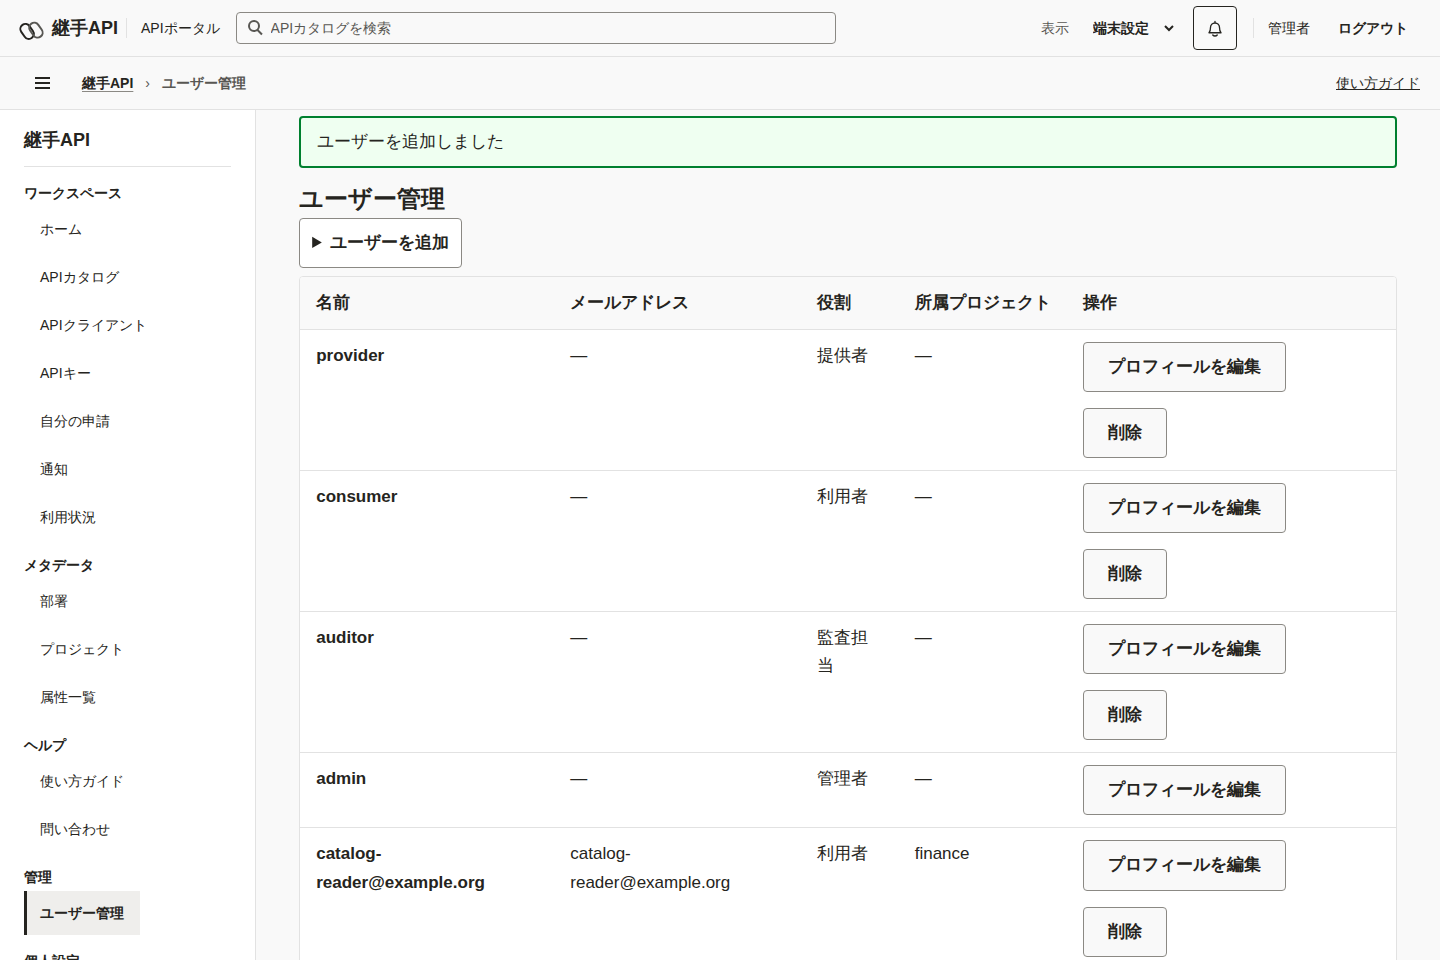 継手API APIポータル APIカタログを検索 表示 端末設定 管理者 ログアウト
継手API › ユーザー管理 使い方ガイド
継手API
ワークスペース
ホーム
APIカタログ
APIクライアント
APIキー
自分の申請
通知
利用状況
メタデータ
部署
プロジェクト
属性一覧
ヘルプ
使い方ガイド
問い合わせ
管理
ユーザー管理
個人設定
ユーザーを追加しました
ユーザー管理
ユーザーを追加
名前 メールアドレス 役割 所属プロジェクト 操作
provider — 提供者 — プロフィールを編集
削除
consumer — 利用者 — プロフィールを編集
削除
auditor — 監査担 — プロフィールを編集
当
削除
admin — 管理者 — プロフィールを編集
catalog- catalog- 利用者 finance プロフィールを編集
reader@example.org reader@example.org
削除